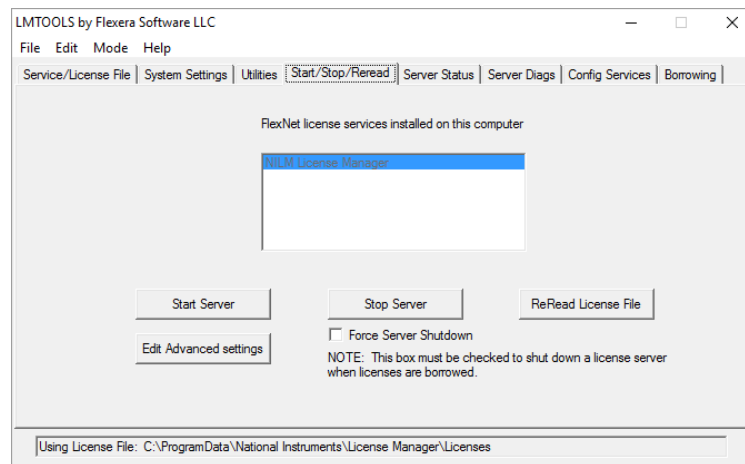 LMTOOLS by Flexera Software LLC
File Edit Mode Help
Service/License File System Settings Utilities Start/Stop/Reread Server Status Server Diags Config Services Borrowing
FlexNet license services installed on this computer
NILM License Manager
Start Server Stop Server ReRead License File
Edit Advanced settings
Force Server Shutdown
NOTE: This box must be checked to shut down a license server
when licenses are borrowed.
Using License File: C:\ProgramData\National Instruments\License Manager\Licenses